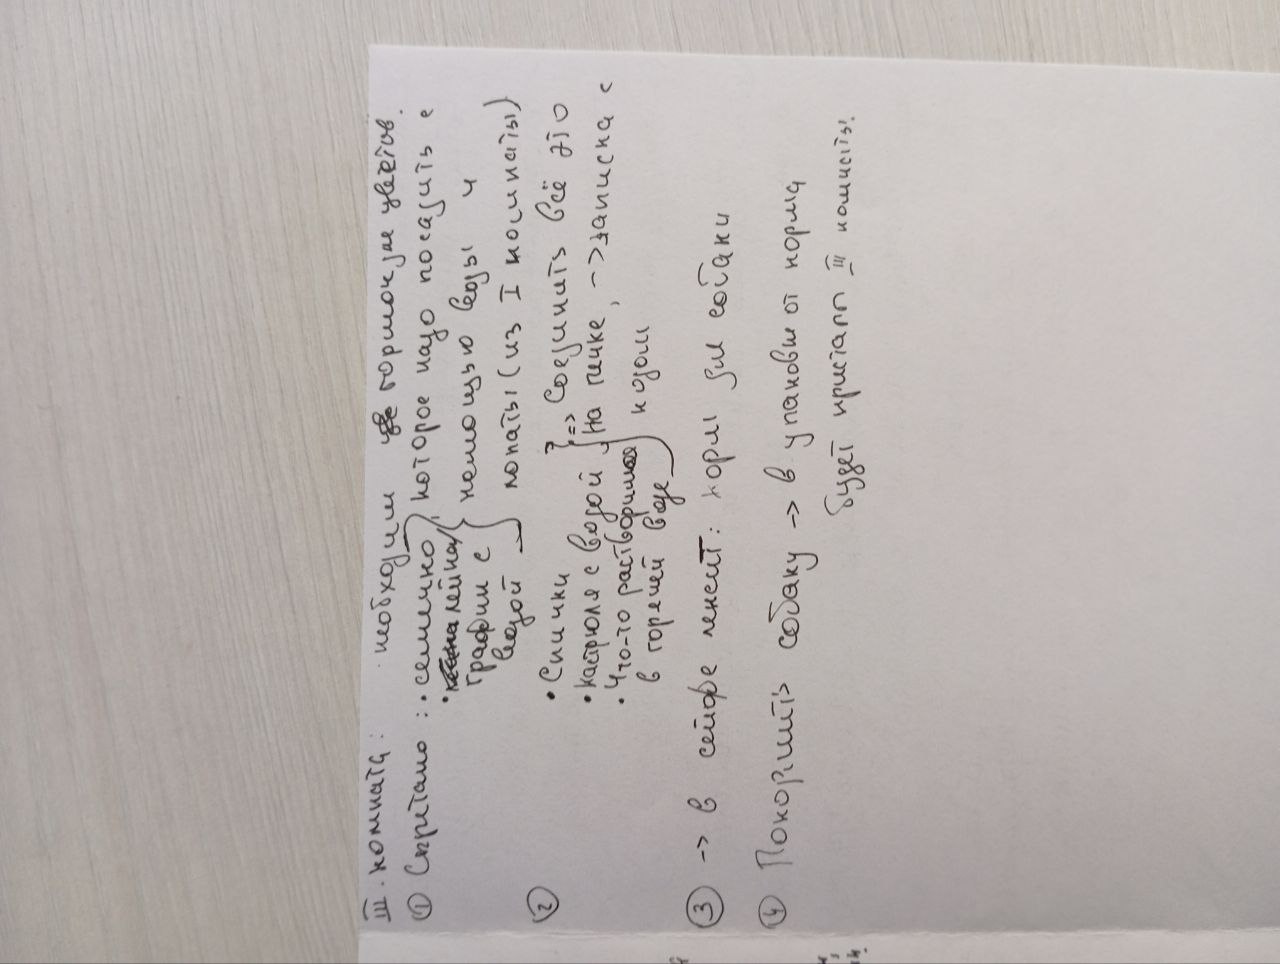 III. комната: необходим горшок для цветов.
① Спрятано: • семечко, которое надо посадить с
• лейка/ помощью воды и
графин с
водой лопаты (из I комнаты)
②
• Спички => Соединить всё это
• Кастрюля с водой на печке, -> записка с
• Что-то растворимое кодом
в горячей воде
③ -> в сейфе лежит: корм для собаки
④ Покормить собаку -> в упаковке от корма
будет кристалл III комнаты.